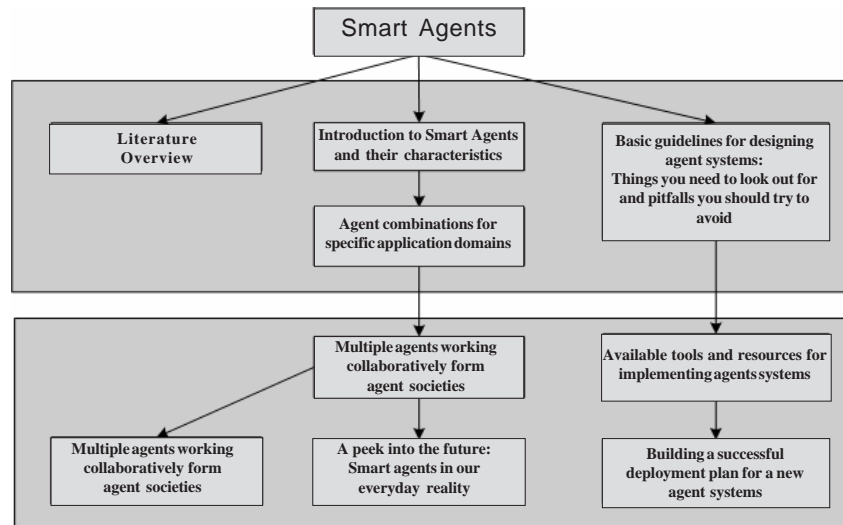 Smart Agents
Literature
Overview
Introduction to Smart Agents
and their characteristics
Basic guidelines for designing
agent systems:
Things you need to look out for
and pitfalls you should try to
avoid
Agent combinations for
specific application domains
Multiple agents working
collaboratively form
agent societies
Available tools and resources for
implementing agents systems
Multiple agents working
collaboratively form
agent societies
A peek into the future:
Smart agents in our
everyday reality
Building a successful
deployment plan for a new
agent systems